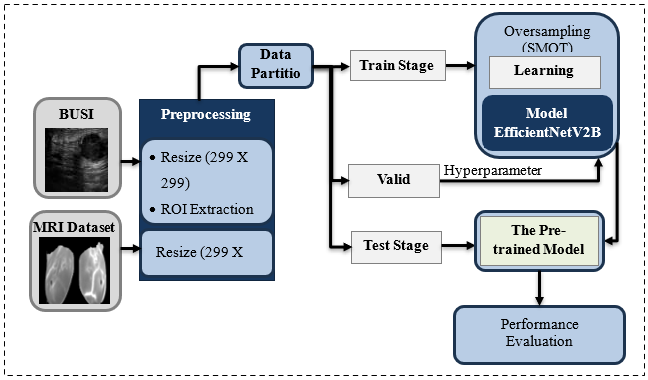 BUSI
MRI Dataset
Preprocessing
• Resize (299 X
299)
• ROI Extraction
Resize (299 X
Data
Partitio
Train Stage
Valid
Test Stage
Hyperparameter
Oversampling
(SMOT)
Learning
Model
EfficientNetV2B
The Pre-
trained Model
Performance
Evaluation